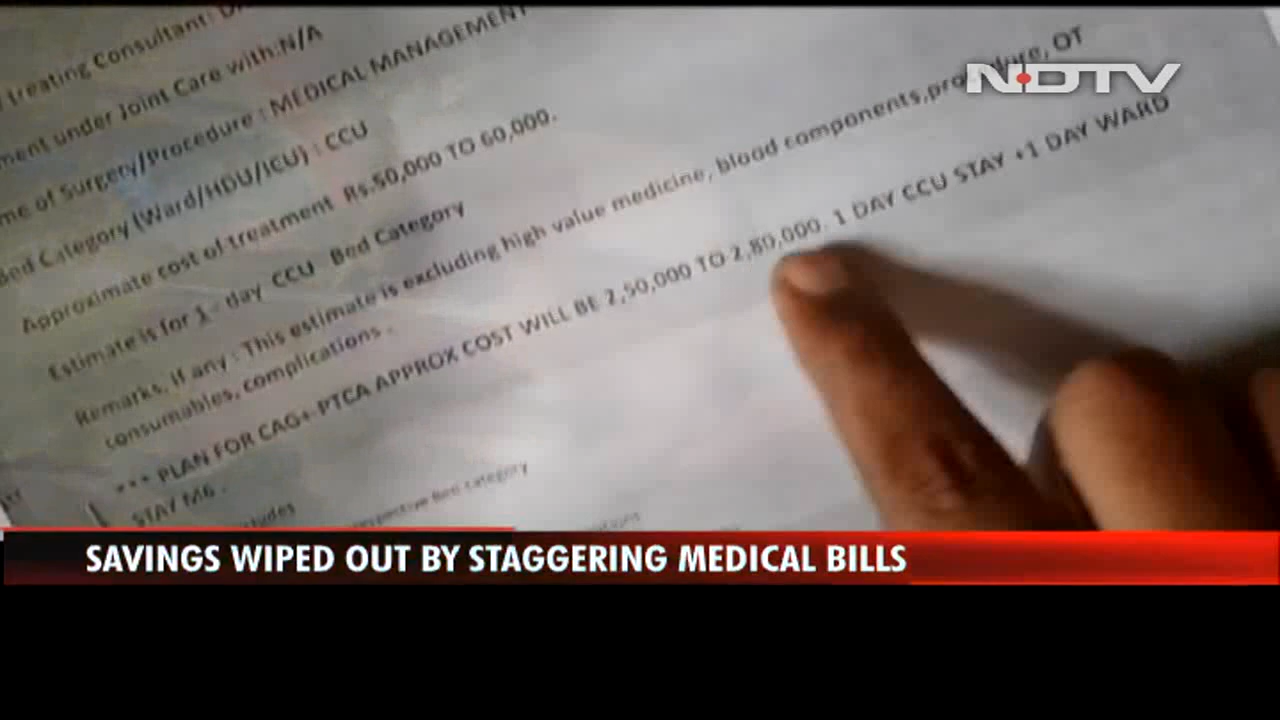 treating Consultant:
ment under Joint Care with:N/A
me of Surgery/Procedure : MEDICAL MANAGEMENT
Bed Category (Ward/HDU/ICU) : CCU
Approximate cost of treatment Rs.50,000 TO 60,000.
Estimate is for 1 - day CCU Bed Category
Remarks, if any : This estimate is excluding high value medicine, blood components,procedure, OT
consumables, complications .
*** PLAN FOR CAG+ PTCA APPROX COST WILL BE 2,50,000 TO 2,80,000. 1 DAY CCU STAY +1 DAY WARD
STAY M6 .
Bed category
NDTV
SAVINGS WIPED OUT BY STAGGERING MEDICAL BILLS